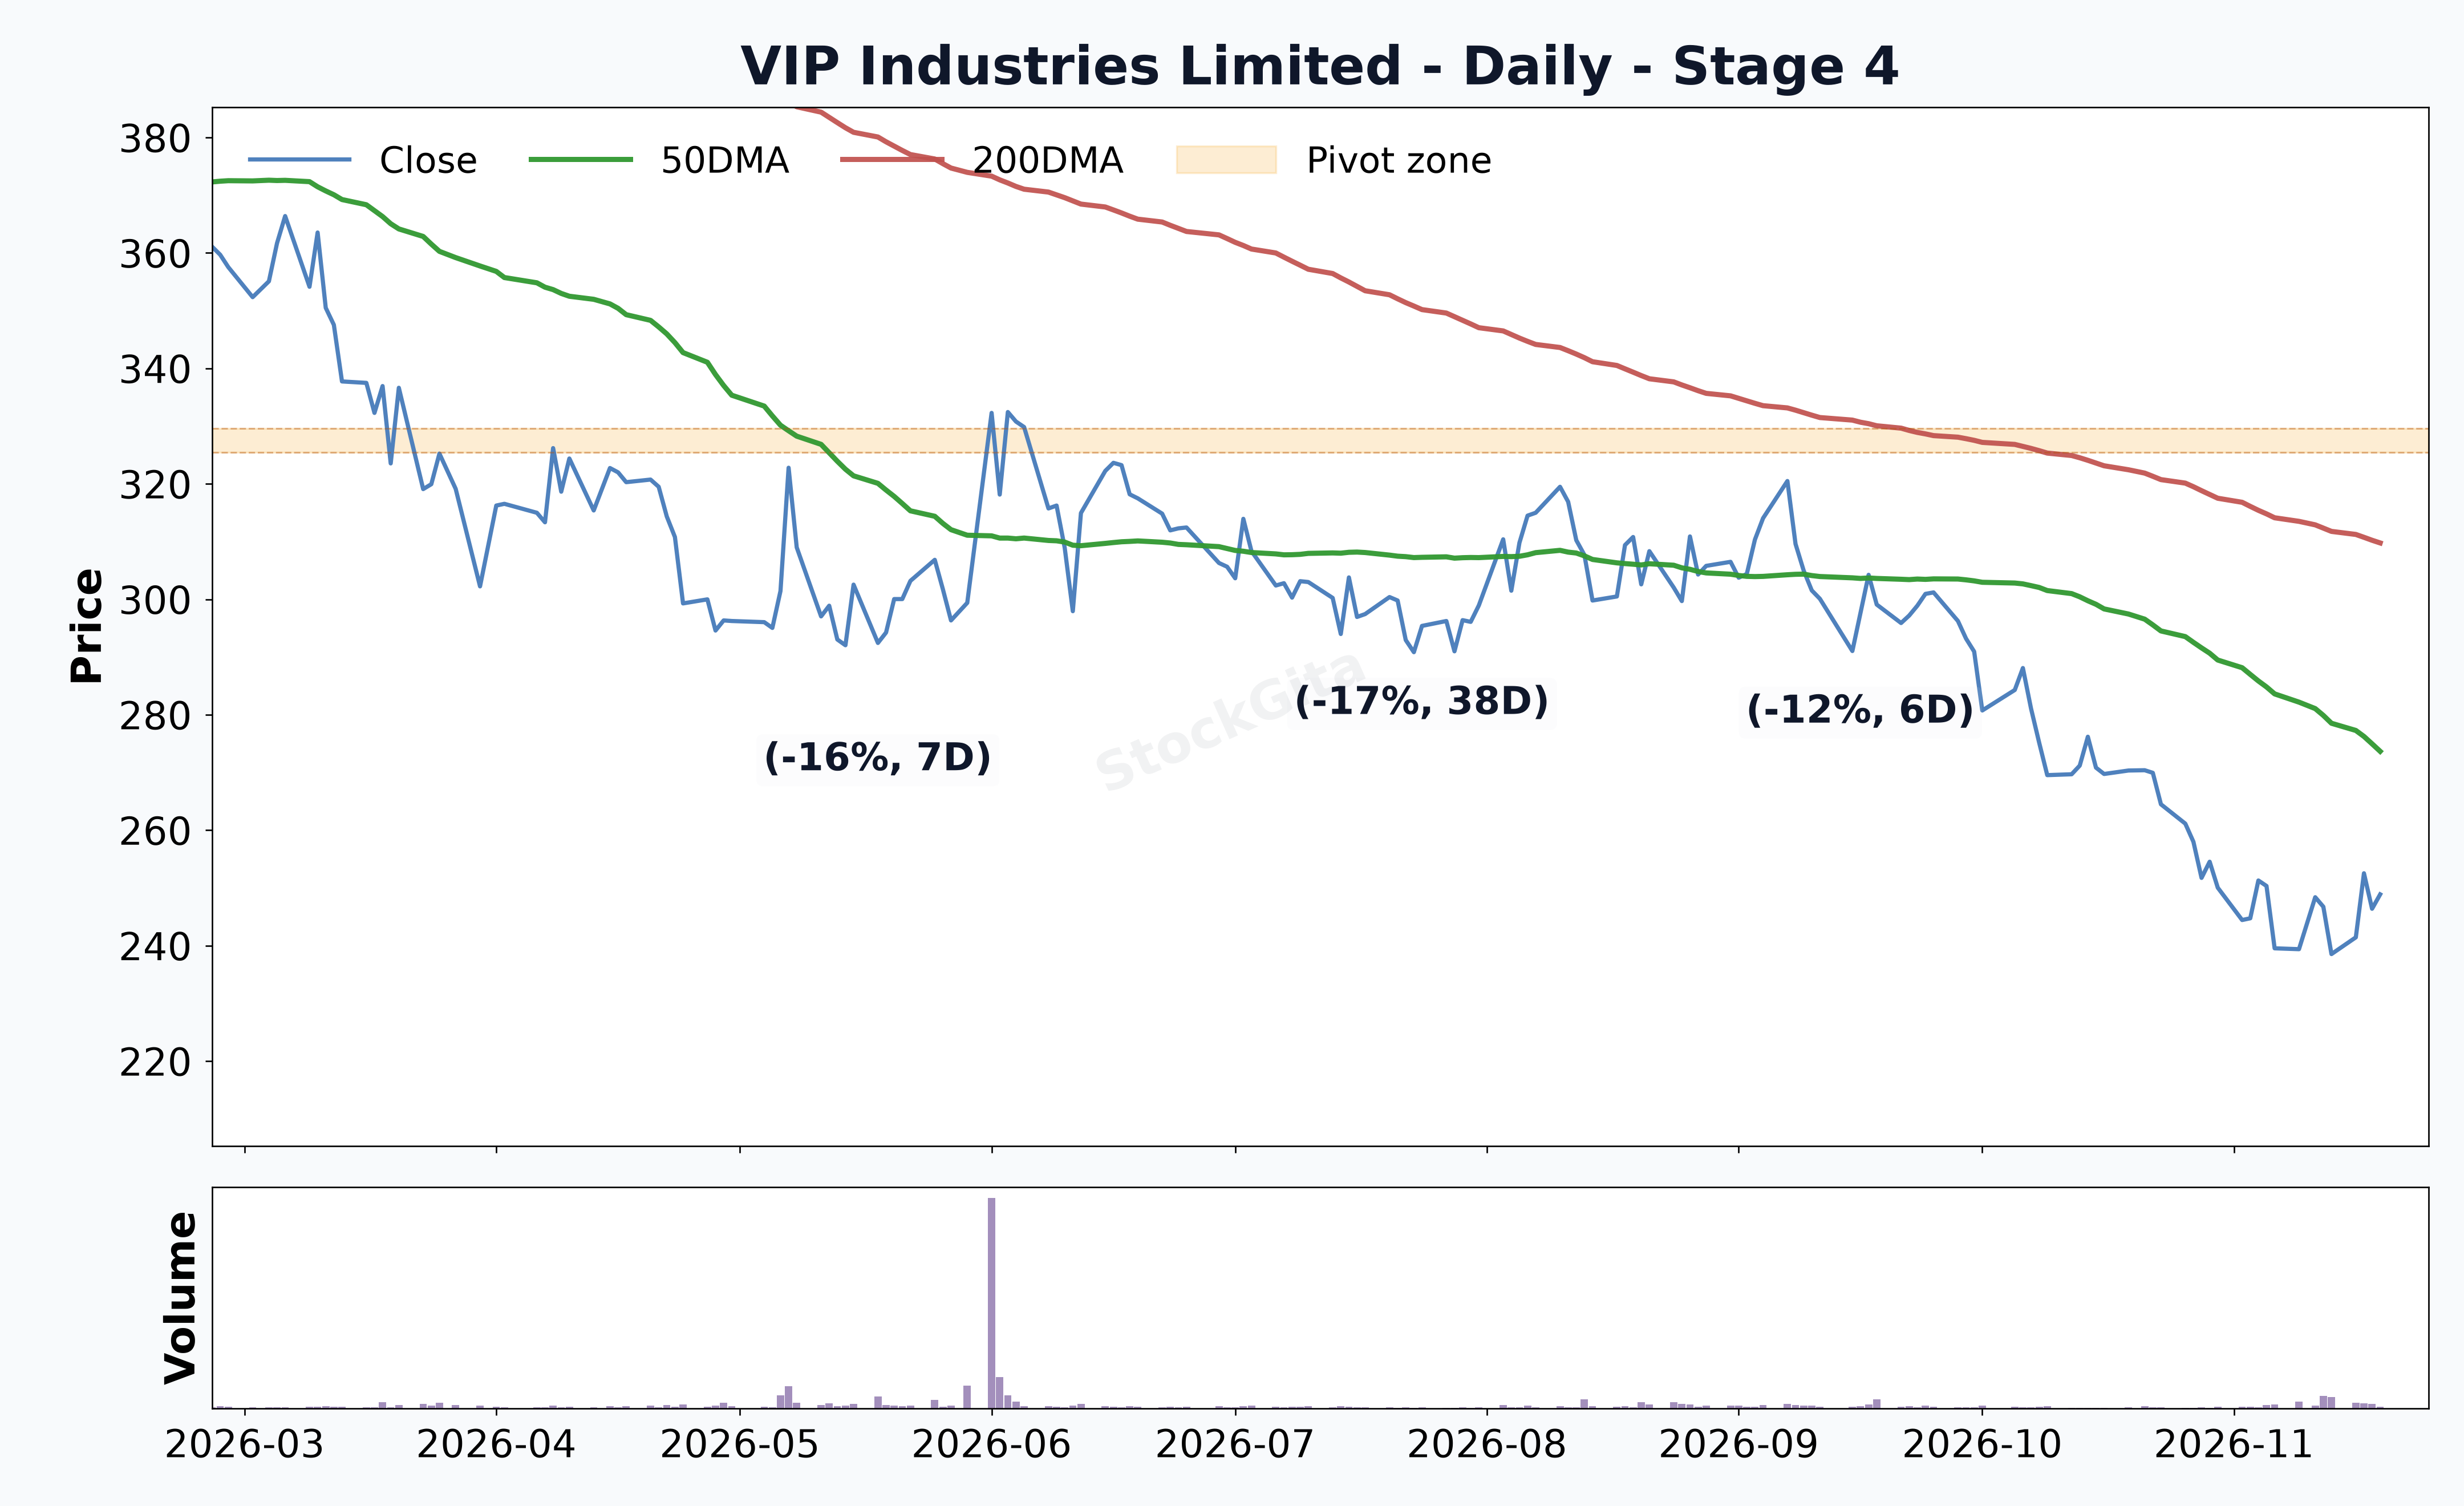 VIP Industries Limited - Daily - Stage 4
Close 50DMA 200DMA Pivot zone
380
360
340
320
300
280
260
240
220
Price
(-16%, 7D)
(-17%, 38D)
(-12%, 6D)
StockGita
Volume
2026-03 2026-04 2026-05 2026-06 2026-07 2026-08 2026-09 2026-10 2026-11